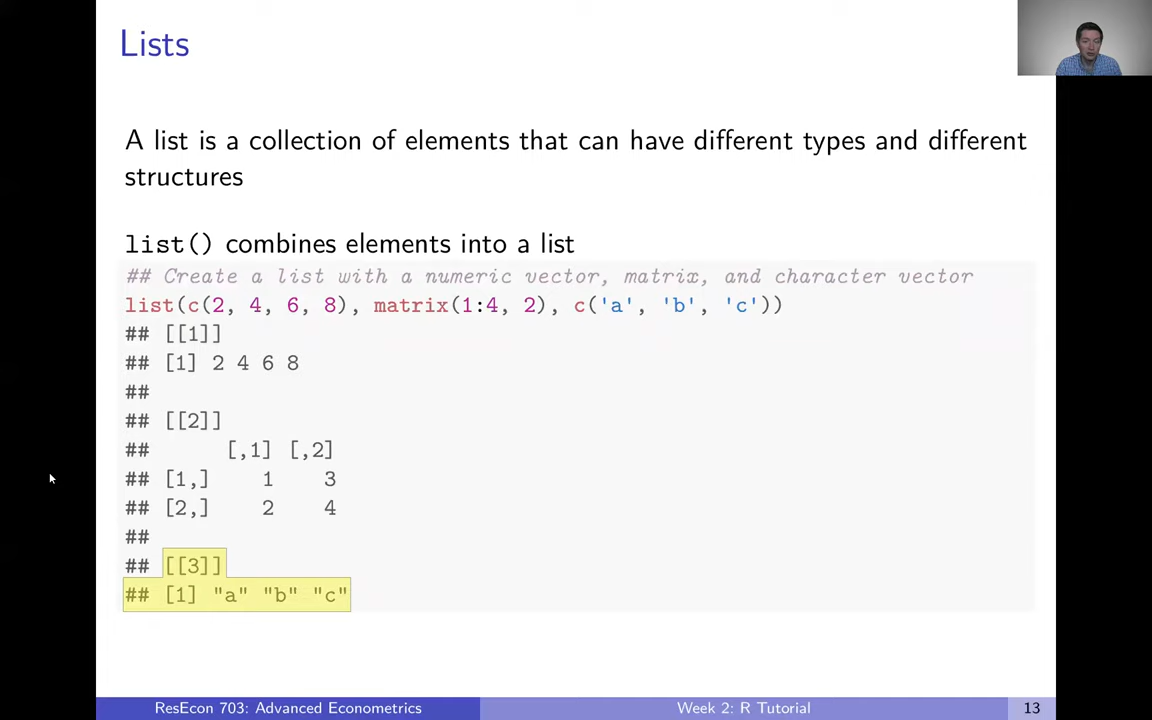 Lists
A list is a collection of elements that can have different types and different
structures
list() combines elements into a list
## Create a list with a numeric vector, matrix, and character vector
list(c(2, 4, 6, 8), matrix(1:4, 2), c('a', 'b', 'c'))
## [[1]]
## [1] 2 4 6 8
##
## [[2]]
##      [,1] [,2]
## [1,]    1    3
## [2,]    2    4
##
## [[3]]
## [1] "a" "b" "c"
ResEcon 703: Advanced Econometrics
Week 2: R Tutorial
13